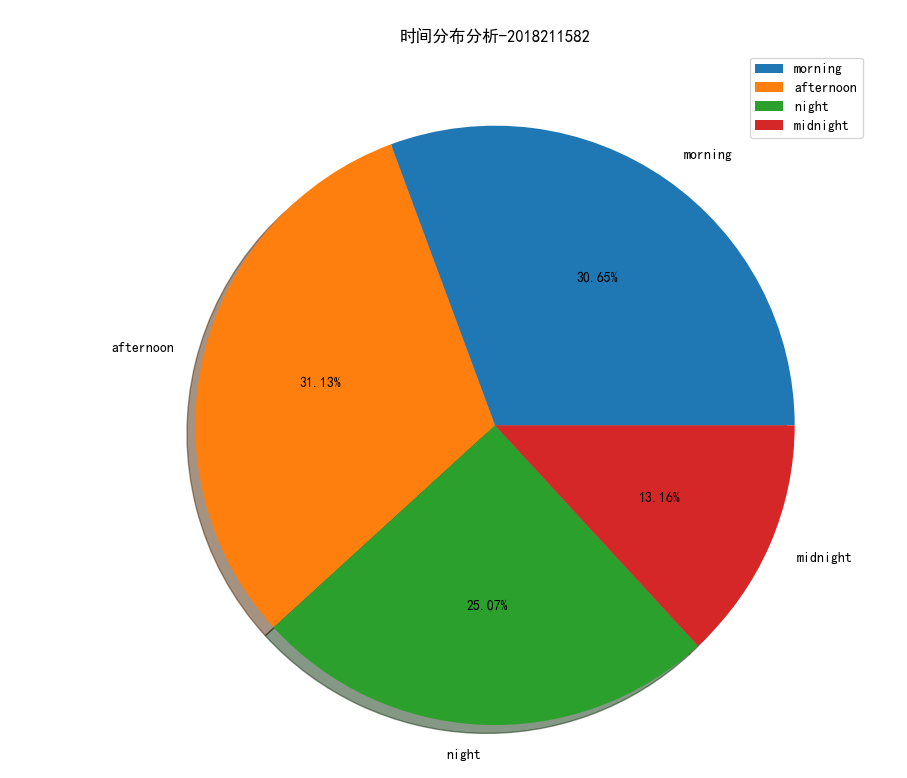 时间分布分析-2018211582
morning
afternoon
night
midnight
morning
30.65%
afternoon
31.13%
13.16%
midnight
25.07%
night